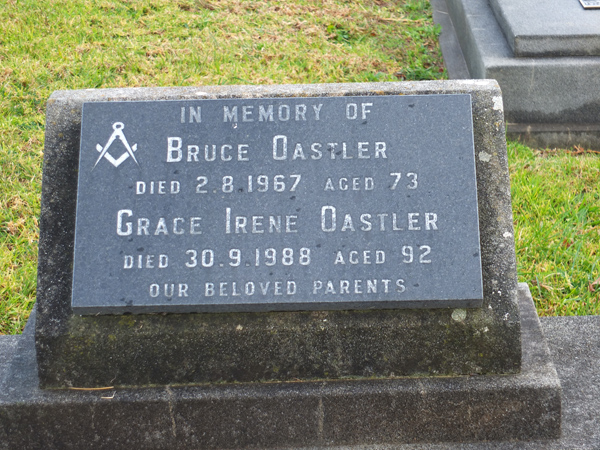 IN MEMORY OF
BRUCE OASTLER
DIED 2.8.1967 AGED 73
GRACE IRENE OASTLER
DIED 30.9.1988 AGED 92
OUR BELOVED PARENTS